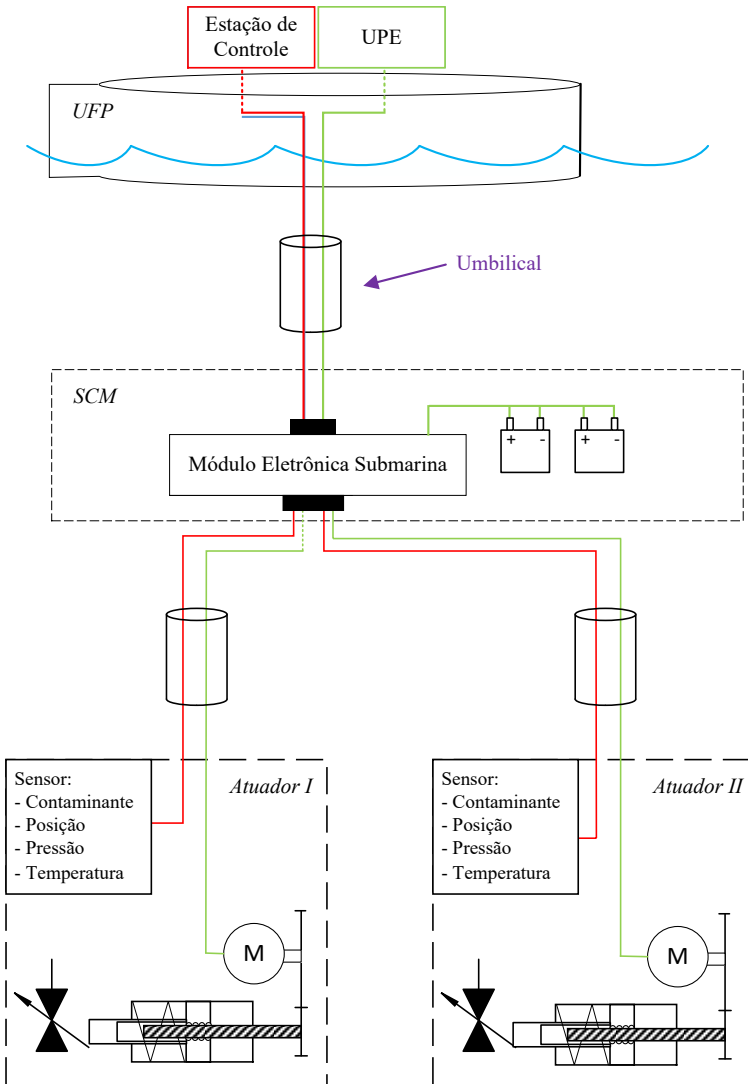 Estação de
Controle
UPE
UFP
Umbilical
SCM
Módulo Eletrônica Submarina
+ -
+ -
Sensor:
- Contaminante
- Posição
- Pressão
- Temperatura
Atuador I
M
Sensor:
- Contaminante
- Posição
- Pressão
- Temperatura
Atuador II
M